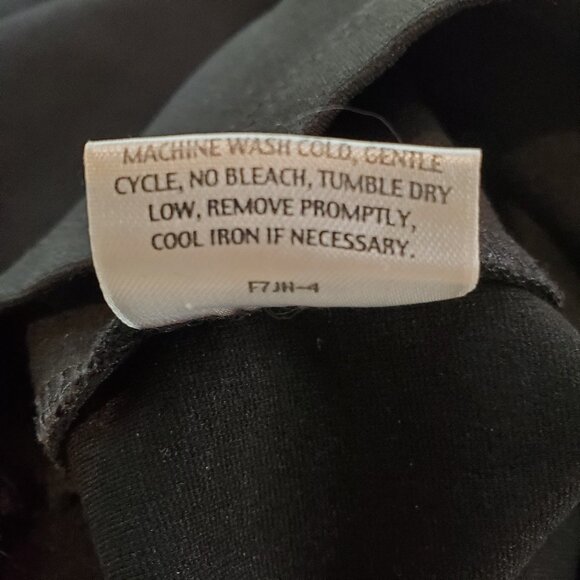 MACHINE WASH COLD, GENTLE
CYCLE, NO BLEACH, TUMBLE DRY
LOW, REMOVE PROMPTLY,
COOL IRON IF NECESSARY.
F7JH-4